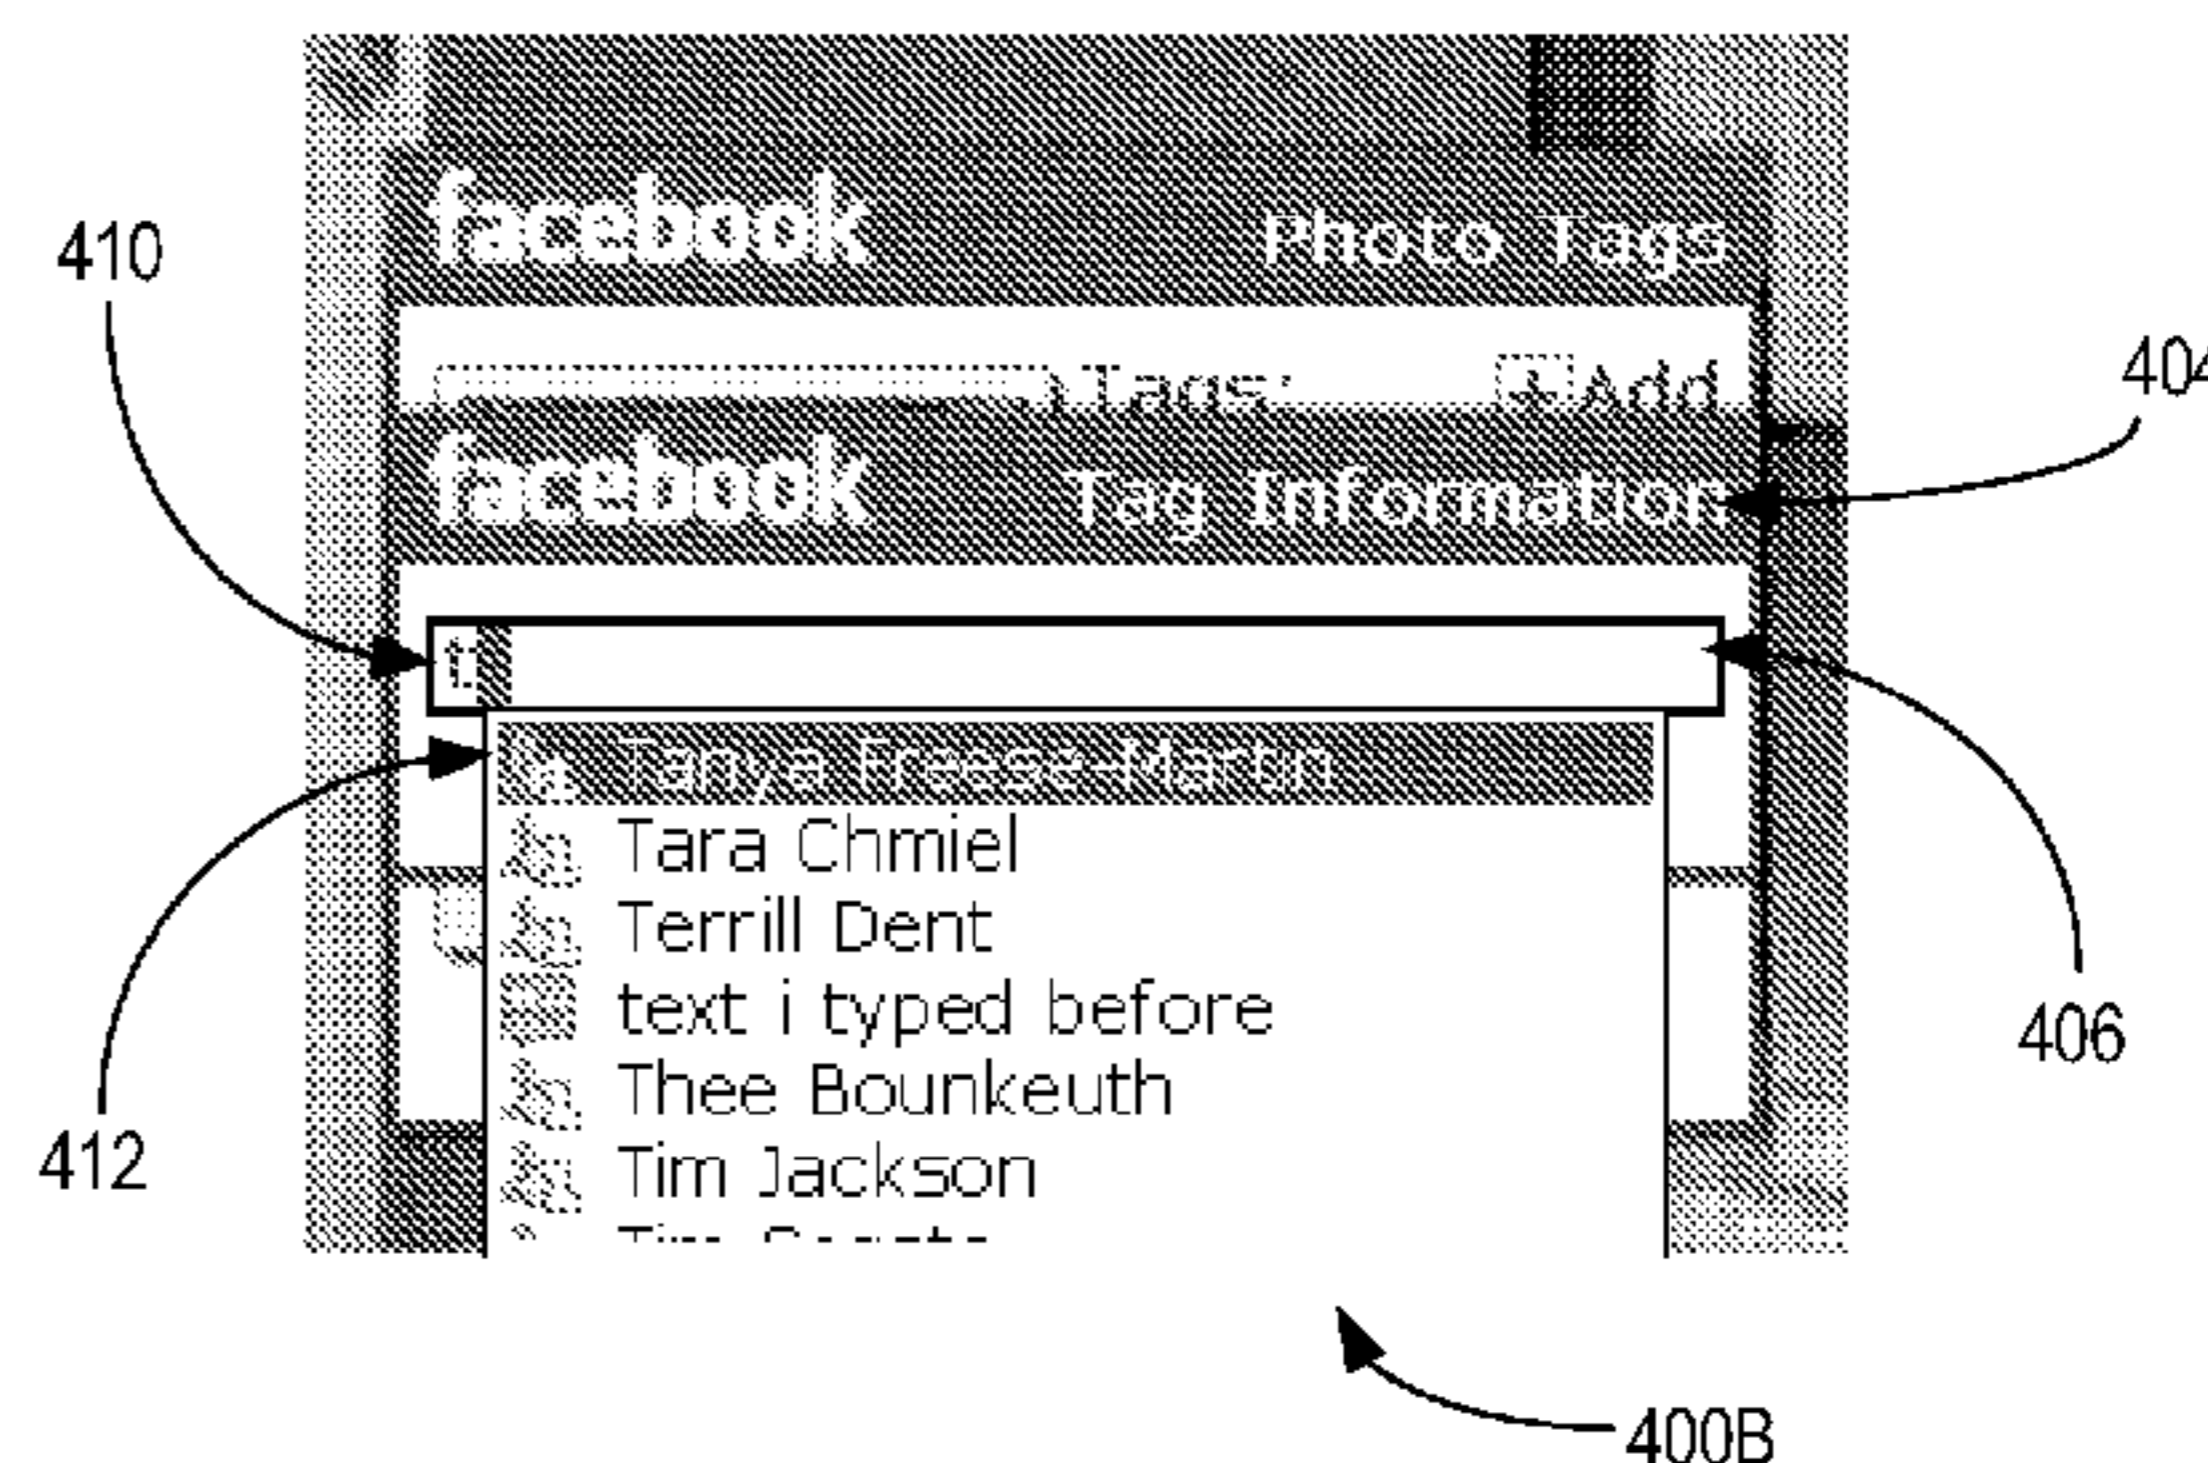 facebook Photo Tags
410
Tags: Add
404
facebook Tag Information
t
Tanya Freese-Martin
Tara Chmiel
Terrill Dent
text i typed before
Thee Bounkeuth
406
Tim Jackson
412
Tim
400B